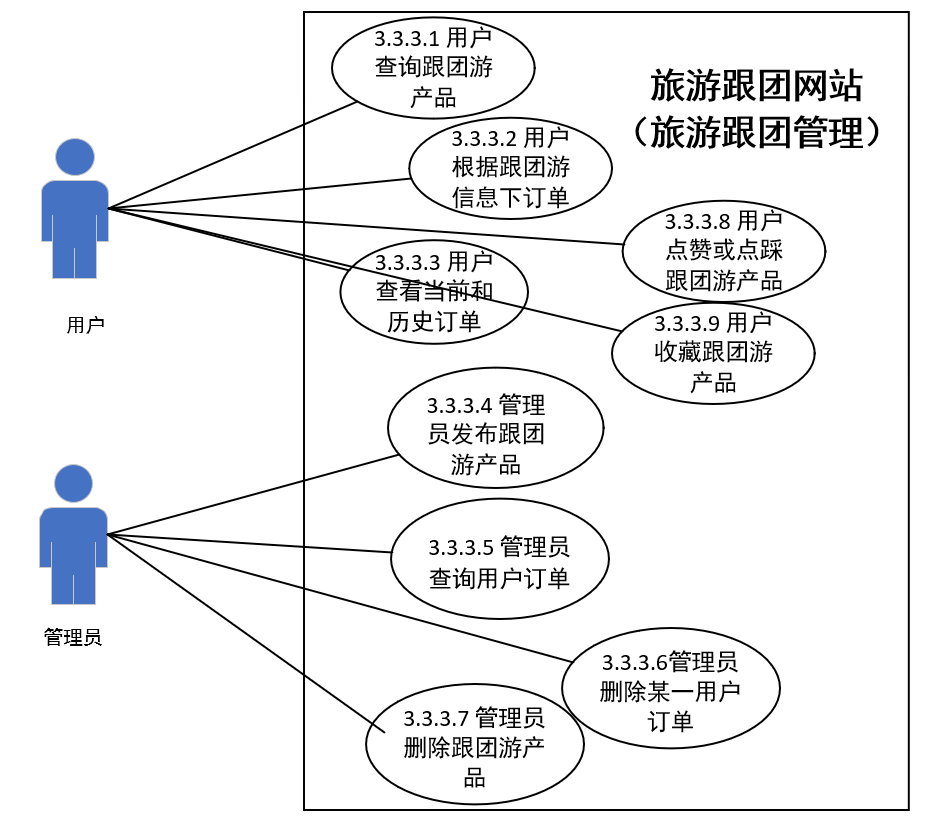 3.3.3.1 用户
查询跟团游
产品
旅游跟团网站
（旅游跟团管理）
3.3.3.2 用户
根据跟团游
信息下订单
3.3.3.8 用户
点赞或点踩
跟团游产品
3.3.3.3 用户
查看当前和
历史订单
用户
3.3.3.9 用户
收藏跟团游
产品
3.3.3.4 管理
员发布跟团
游产品
3.3.3.5 管理员
查询用户订单
管理员
3.3.3.6管理员
删除某一用户
订单
3.3.3.7 管理员
删除跟团游产
品